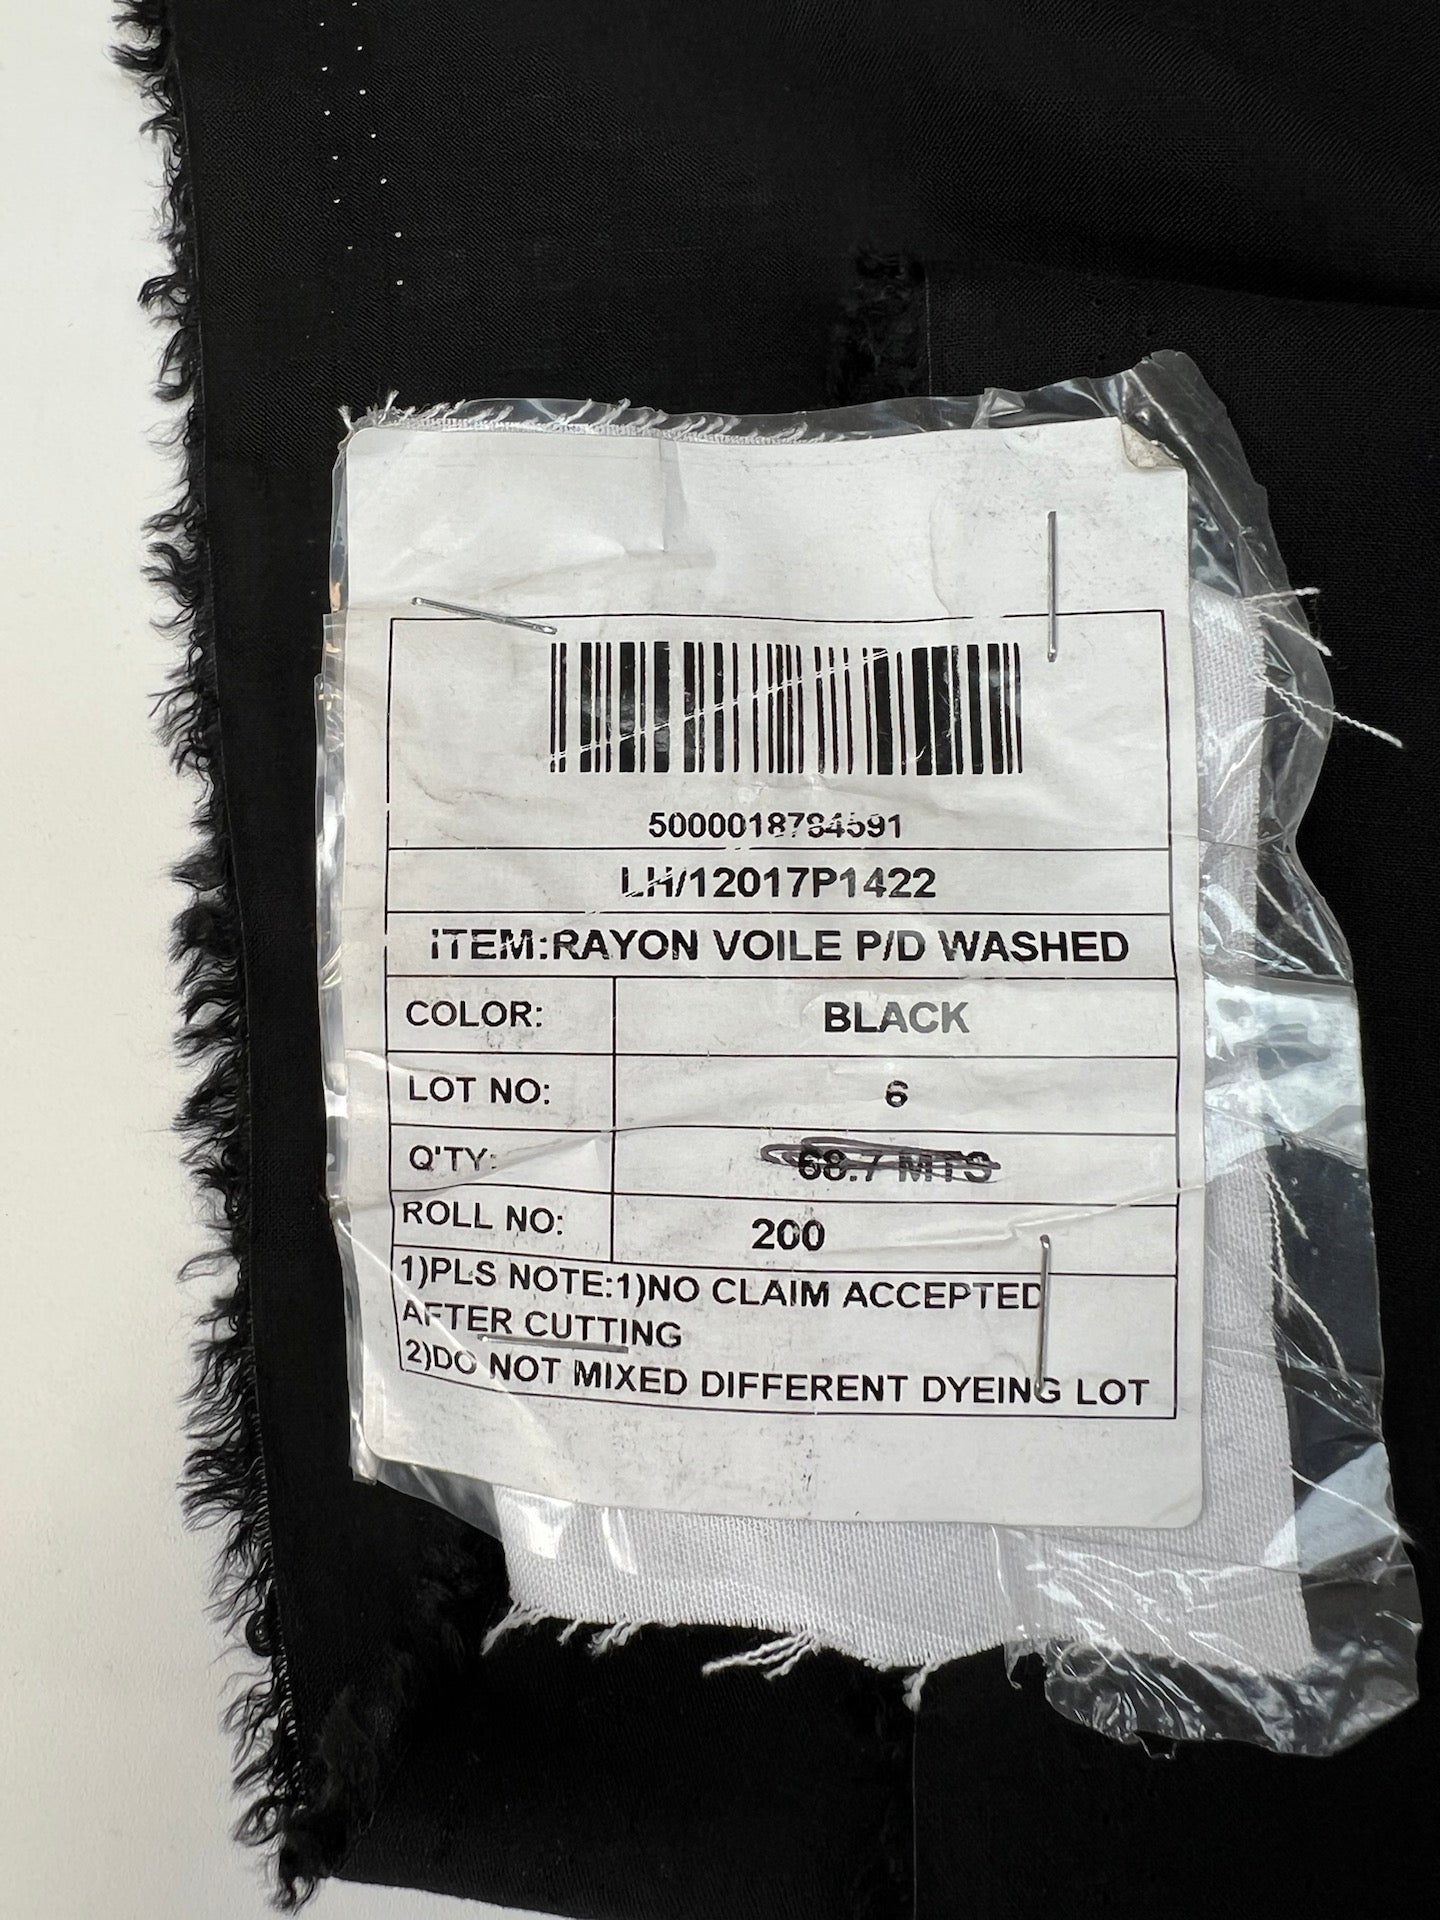 5000018784591
LH/12017P1422
ITEM:RAYON VOILE P/D WASHED
COLOR: BLACK
LOT NO: 6
Q'TY: 68.7 MTS
ROLL NO: 200
1)PLS NOTE:1)NO CLAIM ACCEPTED
AFTER CUTTING
2)DO NOT MIXED DIFFERENT DYEING LOT